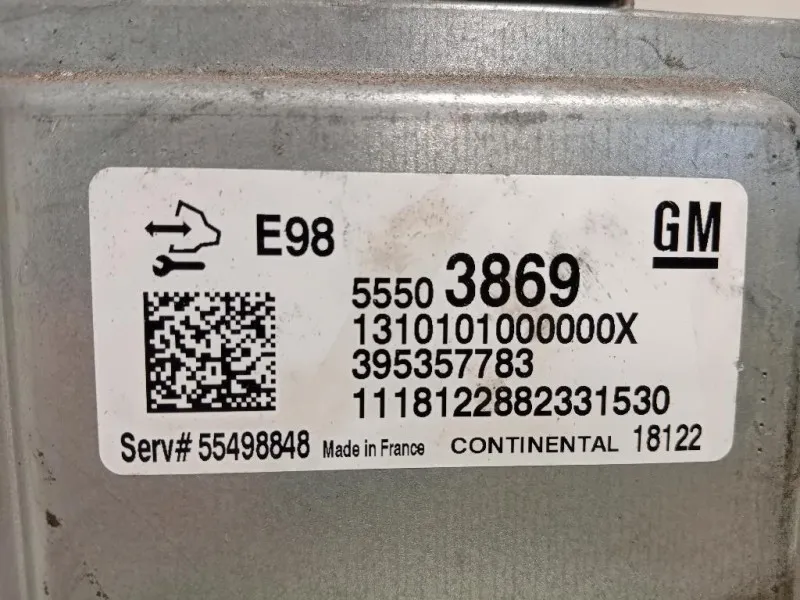 E98
GM
5550 3869
1310101000000X
395357783
1118122882331530
Serv# 55498848 Made in France CONTINENTAL 18122